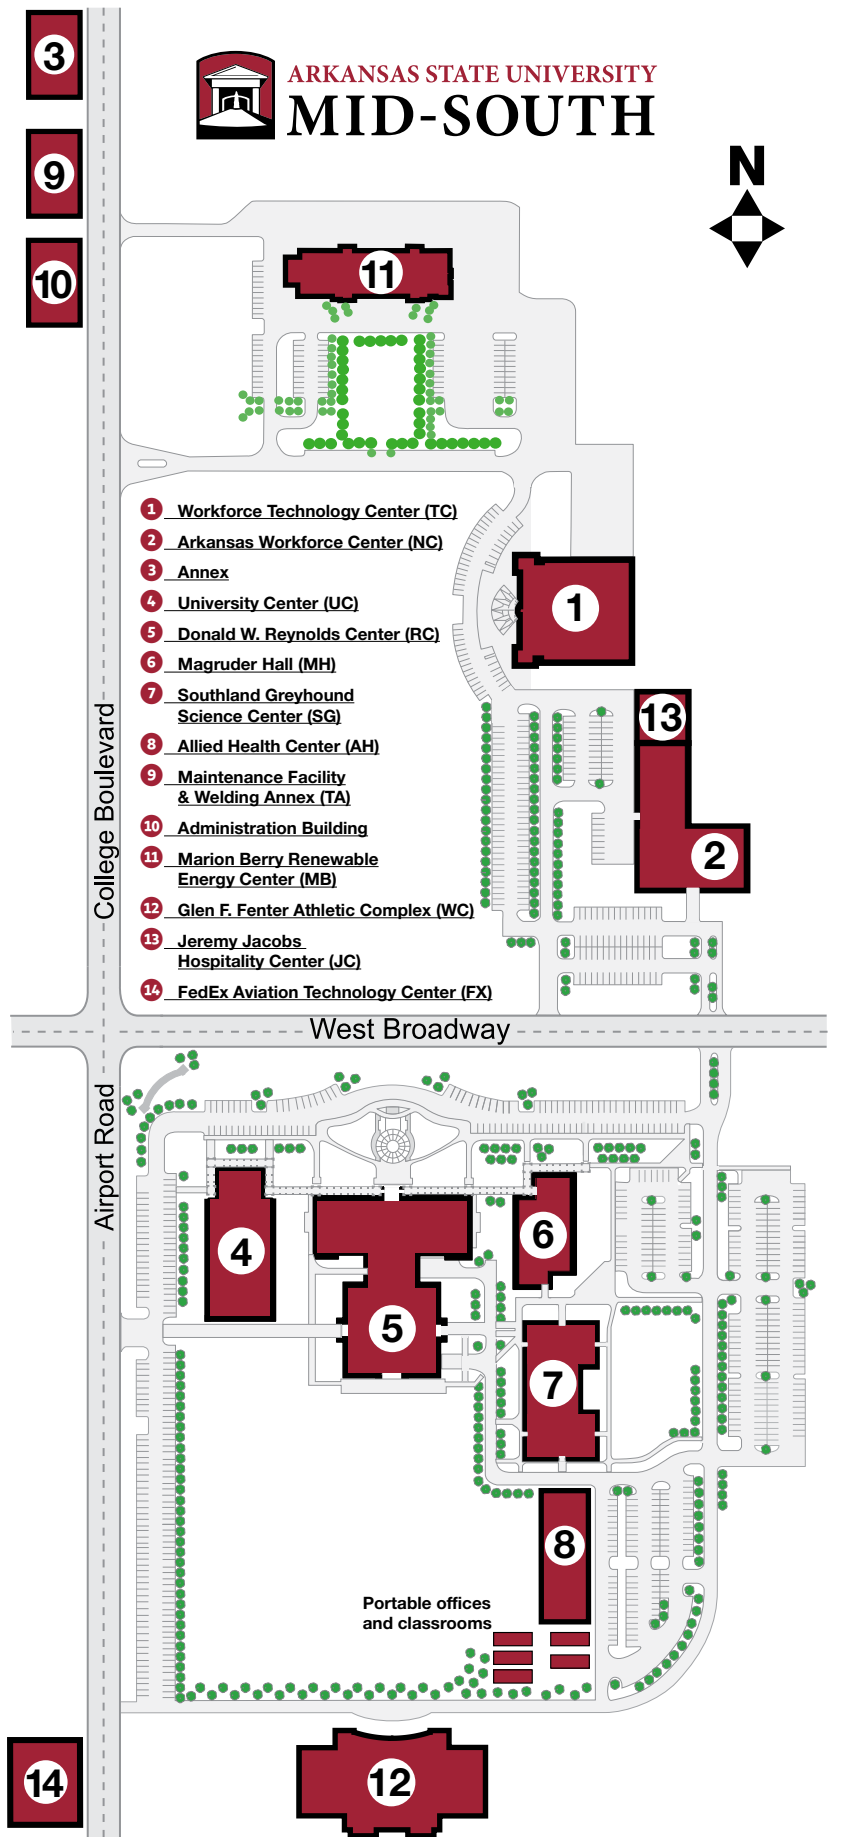 3
ARKANSAS STATE UNIVERSITY
MID-SOUTH
N
9
10
11
1 Workforce Technology Center (TC)
2 Arkansas Workforce Center (NC)
3 Annex
4 University Center (UC)
5 Donald W. Reynolds Center (RC)
6 Magruder Hall (MH)
7 Southland Greyhound
Science Center (SG)
8 Allied Health Center (AH)
9 Maintenance Facility
& Welding Annex (TA)
10 Administration Building
11 Marion Berry Renewable
Energy Center (MB)
12 Glen F. Fenter Athletic Complex (WC)
13 Jeremy Jacobs
Hospitality Center (JC)
14 FedEx Aviation Technology Center (FX)
1
13
2
College Boulevard
West Broadway
Airport Road
4
6
5
7
8
Portable offices
and classrooms
14
12